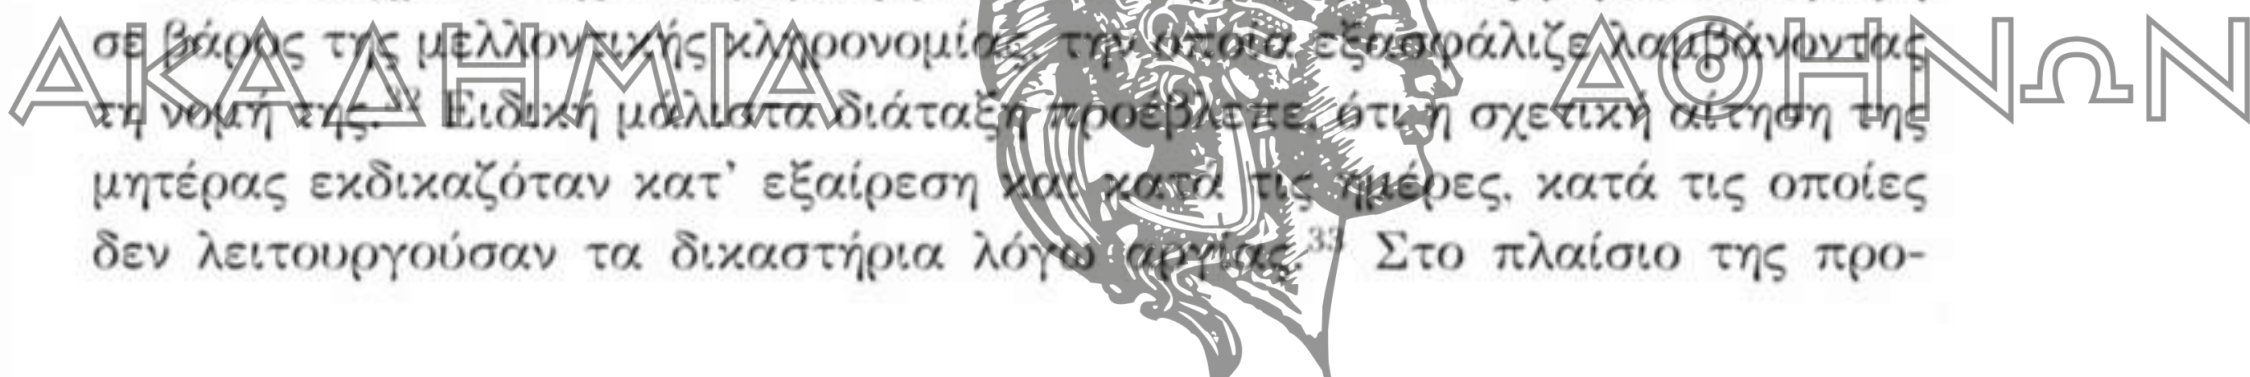 σε βάρος της μελλοντικής κληρονομίας, την οποία εξασφάλιζε λαμβάνοντας
τη νομή της.³² Ειδική μάλιστα διάταξη προέβλεπε, ότι η σχετική αίτηση της
μητέρας εκδικαζόταν κατ’ εξαίρεση και κατά τις ημέρες, κατά τις οποίες
δεν λειτουργούσαν τα δικαστήρια λόγω αργίας.³³ Στο πλαίσιο της προ-
ΑΚΑΔΗΜΙΑ ΑΘΗΝΩΝ